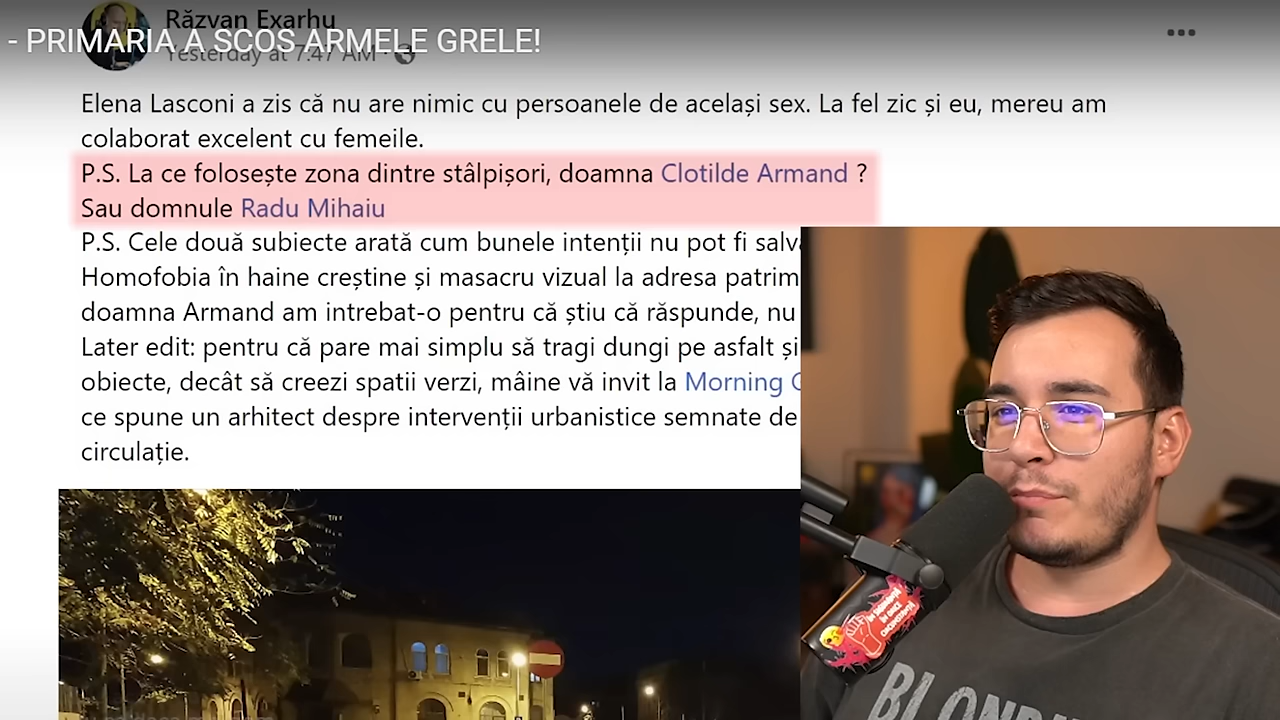 Răzvan Exarhu
- PRIMARIA A SCOS ARMELE GRELE!
Yesterday at 7:47 AM ·
Elena Lasconi a zis că nu are nimic cu persoanele de același sex. La fel zic și eu, mereu am
colaborat excelent cu femeile.
P.S. La ce folosește zona dintre stâlpișori, doamna Clotilde Armand ?
Sau domnule Radu Mihaiu
P.S. Cele două subiecte arată cum bunele intenții nu pot fi
Homofobia în haine creștine și masacru vizual la adresa
doamna Armand am intrebat-o pentru că știu că răspunde, nu
Later edit: pentru că pare mai simplu să tragi dungi pe asfalt și
obiecte, decât să creezi spatii verzi, mâine vă invit la Morning
ce spune un arhitect despre intervenții urbanistice semnate de
circulație.